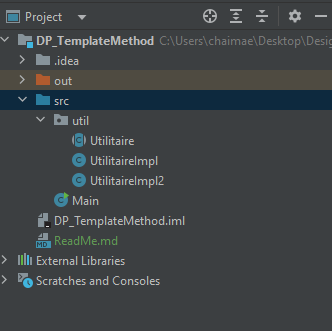 Project
DP_TemplateMethod C:\Users\chaimae\Desktop\Desig
.idea
out
src
util
Utilitaire
UtilitaireImpl
UtilitaireImpl2
Main
DP_TemplateMethod.iml
MD ReadMe.md
External Libraries
Scratches and Consoles